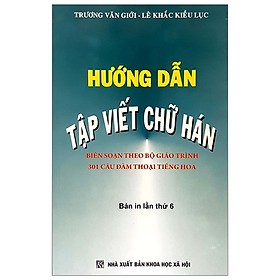 TRƯƠNG VĂN GIỚI - LÊ KHẮC KIỀU LỤC
HƯỚNG DẪN
TẬP VIẾT CHỮ HÁN
BIÊN SOẠN THEO BỘ GIÁO TRÌNH
301 CÂU ĐÀM THOẠI TIẾNG HOA
Bản in lần thứ 6
NHÀ XUẤT BẢN KHOA HỌC XÃ HỘI